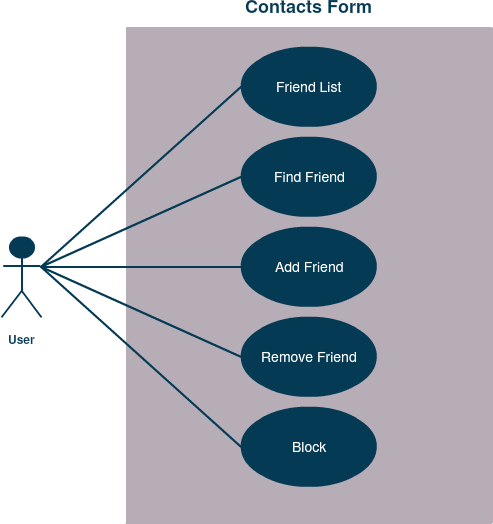 Contacts Form
Friend List
Find Friend
Add Friend
Remove Friend
User
Block